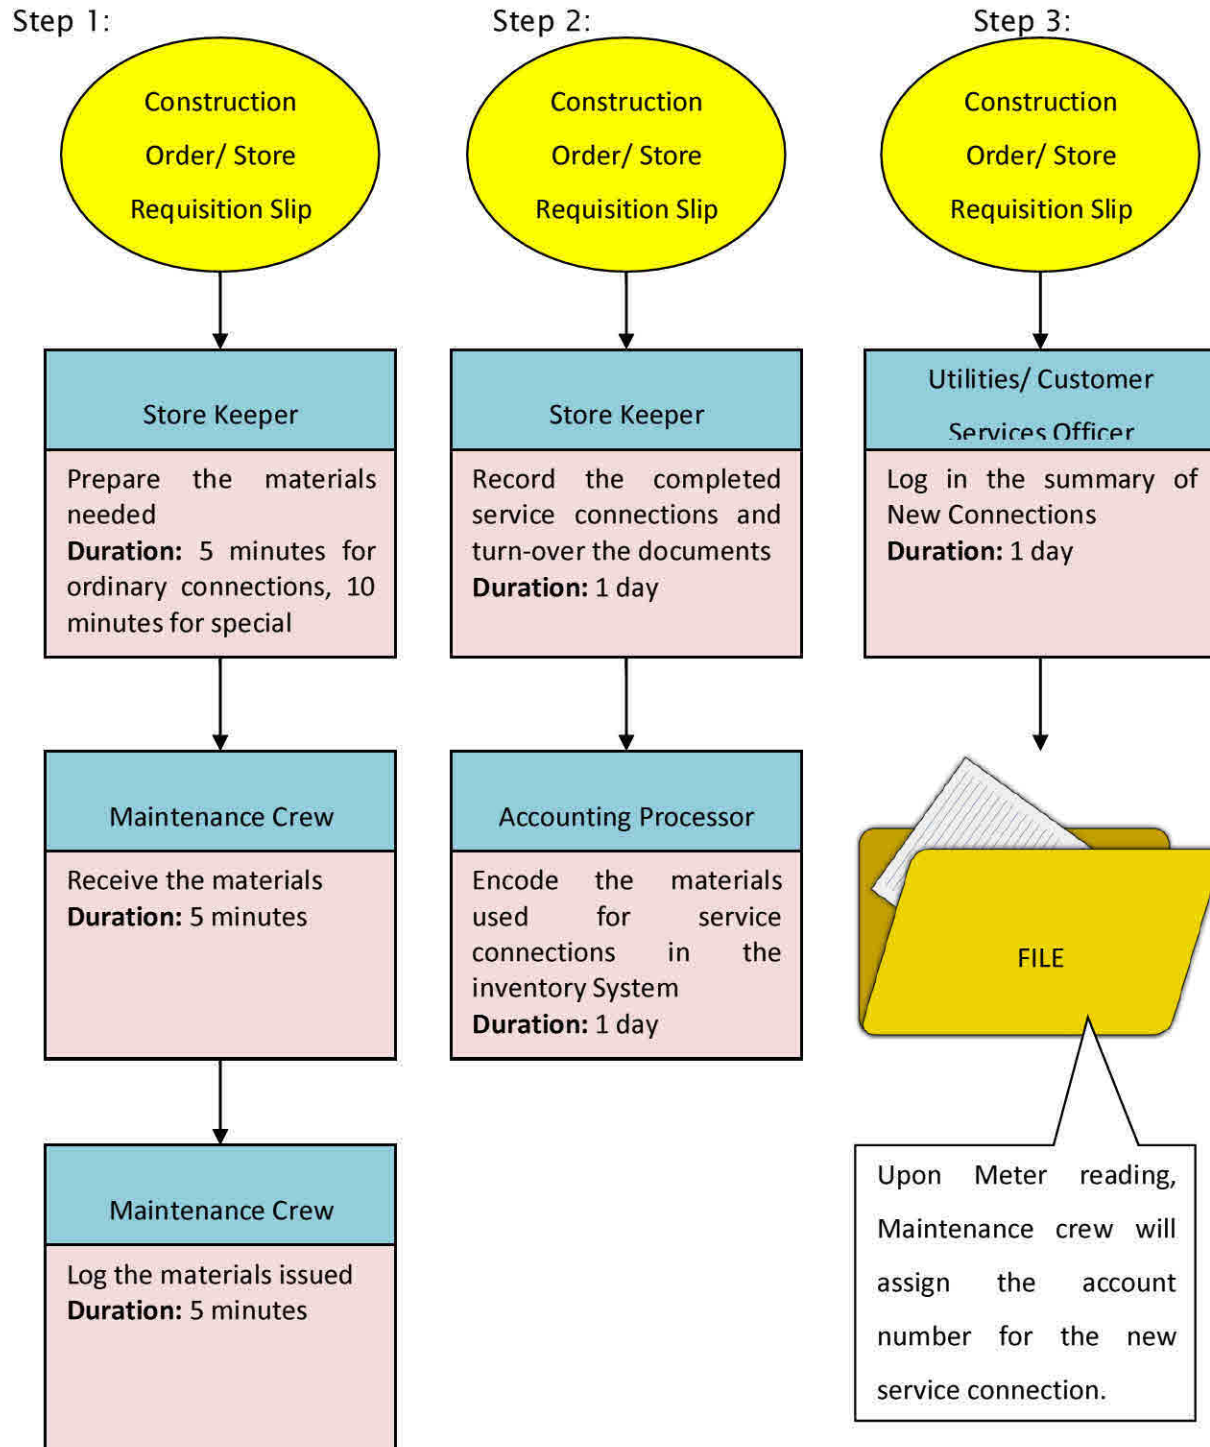 Step 1:
Construction
Order/ Store
Requisition Slip
Store Keeper
Prepare the materials
needed
Duration: 5 minutes for
ordinary connections, 10
minutes for special
Maintenance Crew
Receive the materials
Duration: 5 minutes
Maintenance Crew
Log the materials issued
Duration: 5 minutes
Step 2:
Construction
Order/ Store
Requisition Slip
Store Keeper
Record the completed
service connections and
turn-over the documents
Duration: 1 day
Accounting Processor
Encode the materials
used for service
connections in the
inventory System
Duration: 1 day
Step 3:
Construction
Order/ Store
Requisition Slip
Utilities/ Customer
Services Officer
Log in the summary of
New Connections
Duration: 1 day
FILE
Upon Meter reading,
Maintenance crew will
assign the account
number for the new
service connection.